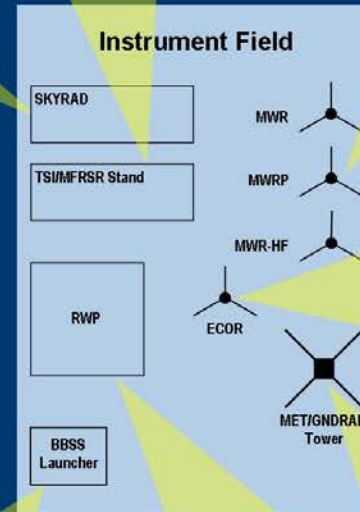 Instrument Field
SKYRAD
MWR
TSI/MFRSR Stand
MWRP
MWR-HF
RWP
ECOR
MET/GNDRAD
Tower
BBSS
Launcher